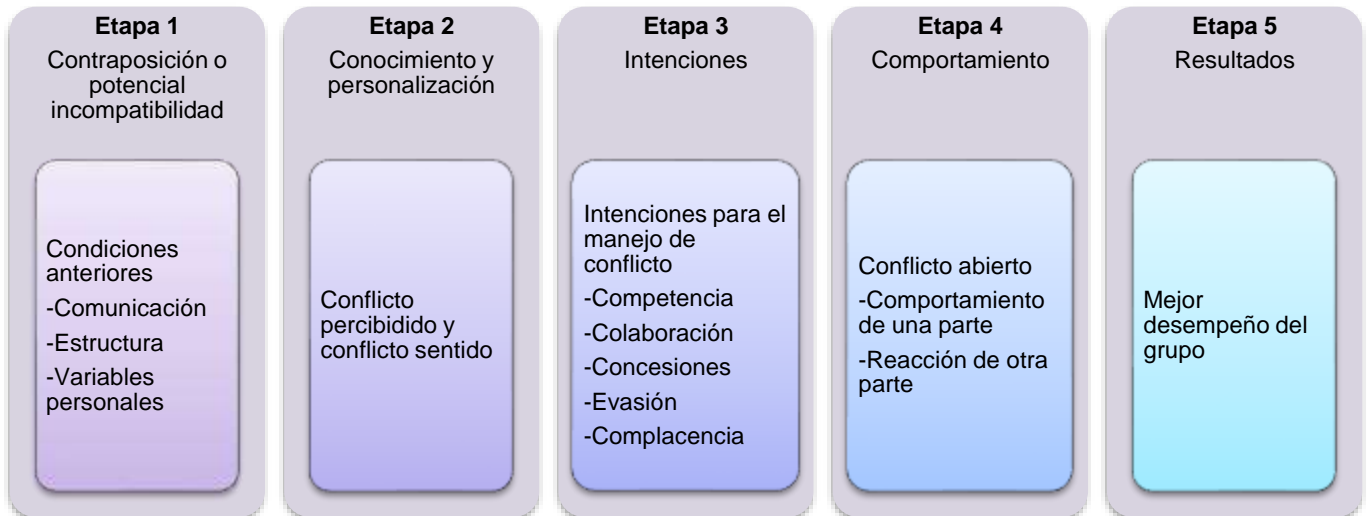 Etapa 1
Contraposición o
potencial
incompatibilidad
Condiciones
anteriores
-Comunicación
-Estructura
-Variables
personales
Etapa 2
Conocimiento y
personalización
Conflicto
percibidido y
conflicto sentido
Etapa 3
Intenciones
Intenciones para el
manejo de
conflicto
-Competencia
-Colaboración
-Concesiones
-Evasión
-Complacencia
Etapa 4
Comportamiento
Conflicto abierto
-Comportamiento
de una parte
-Reacción de otra
parte
Etapa 5
Resultados
Mejor
desempeño del
grupo